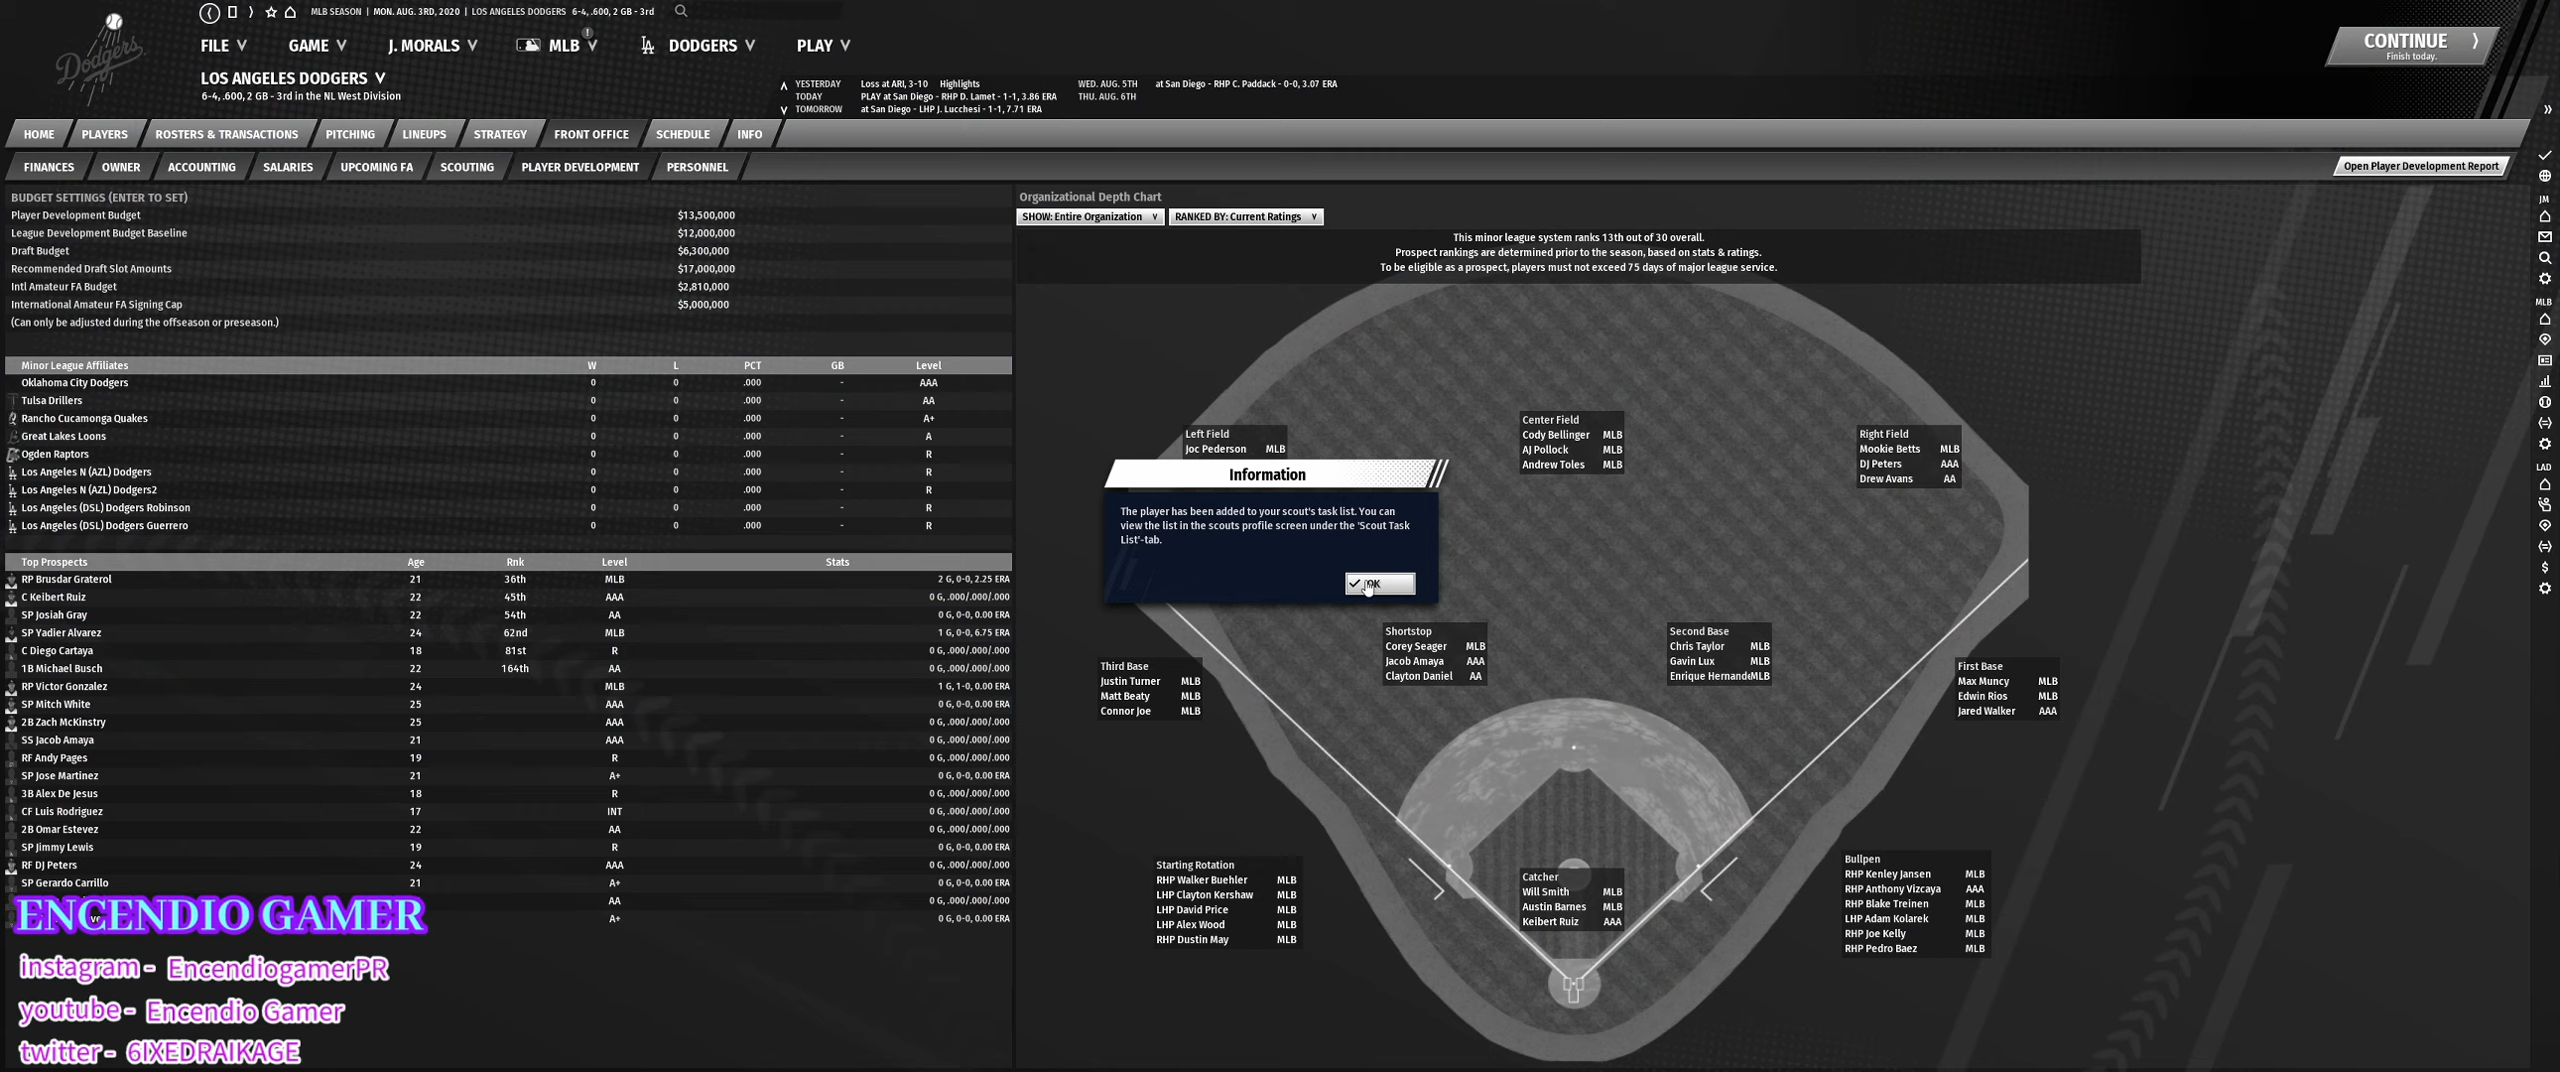 MLB SEASON | MON. AUG. 3RD, 2020 | LOS ANGELES DODGERS 6-4, .600, 2 GB - 3rd
Dodgers
FILE GAME J. MORALS MLB DODGERS PLAY
CONTINUE
Finish today.
LOS ANGELES DODGERS
6-4, .600, 2 GB - 3rd in the NL West Division
YESTERDAY Loss at ARI, 3-10 Highlights WED. AUG. 5TH at San Diego - RHP C. Paddack - 0-0, 3.07 ERA
TODAY PLAY at San Diego - RHP D. Lamet - 1-1, 3.86 ERA THU. AUG. 6TH
TOMORROW at San Diego - LHP J. Lucchesi - 1-1, 7.71 ERA
HOME PLAYERS ROSTERS & TRANSACTIONS PITCHING LINEUPS STRATEGY FRONT OFFICE SCHEDULE INFO
FINANCES OWNER ACCOUNTING SALARIES UPCOMING FA SCOUTING PLAYER DEVELOPMENT PERSONNEL
Open Player Development Report
BUDGET SETTINGS (ENTER TO SET)
Player Development Budget $13,500,000
League Development Budget Baseline $12,000,000
Draft Budget $6,300,000
Recommended Draft Slot Amounts $17,000,000
Intl Amateur FA Budget $2,810,000
International Amateur FA Signing Cap $5,000,000
(Can only be adjusted during the offseason or preseason.)
Minor League Affiliates W L PCT GB Level
Oklahoma City Dodgers 0 0 .000 - AAA
Tulsa Drillers 0 0 .000 - AA
Rancho Cucamonga Quakes 0 0 .000 - A+
Great Lakes Loons 0 0 .000 - A
Ogden Raptors 0 0 .000 - R
Los Angeles N (AZL) Dodgers 0 0 .000 - R
Los Angeles N (AZL) Dodgers2 0 0 .000 - R
Los Angeles (DSL) Dodgers Robinson 0 0 .000 - R
Los Angeles (DSL) Dodgers Guerrero 0 0 .000 - R
Top Prospects Age Rnk Level Stats
RP Brusdar Graterol 21 36th MLB 2 G, 0-0, 2.25 ERA
C Keibert Ruiz 22 45th AAA 0 G, .000/.000/.000
SP Josiah Gray 22 54th AA 0 G, 0-0, 0.00 ERA
SP Yadier Alvarez 24 62nd MLB 1 G, 0-0, 6.75 ERA
C Diego Cartaya 18 81st R 0 G, .000/.000/.000
1B Michael Busch 22 164th AA 0 G, .000/.000/.000
RP Victor Gonzalez 24 MLB 1 G, 1-0, 0.00 ERA
SP Mitch White 25 AAA 0 G, 0-0, 0.00 ERA
2B Zach McKinstry 25 AAA 0 G, .000/.000/.000
SS Jacob Amaya 21 AAA 0 G, .000/.000/.000
RF Andy Pages 19 R 0 G, .000/.000/.000
SP Jose Martinez 21 A+ 0 G, 0-0, 0.00 ERA
3B Alex De Jesus 18 R 0 G, .000/.000/.000
CF Luis Rodriguez 17 INT 0 G, .000/.000/.000
2B Omar Estevez 22 AA 0 G, .000/.000/.000
SP Jimmy Lewis 19 R 0 G, 0-0, 0.00 ERA
RF DJ Peters 24 AAA 0 G, .000/.000/.000
SP Gerardo Carrillo 21 A+ 0 G, 0-0, 0.00 ERA
AA 0 G, .000/.000/.000
A+ 0 G, 0-0, 0.00 ERA
ENCENDIO GAMER
instagram - EncendiogamerPR
youtube - Encendio Gamer
twitter - 6IXEDRAIKAGE
Organizational Depth Chart
SHOW: Entire Organization RANKED BY: Current Ratings
This minor league system ranks 13th out of 30 overall.
Prospect rankings are determined prior to the season, based on stats & ratings.
To be eligible as a prospect, players must not exceed 75 days of major league service.
Left Field
Joc Pederson MLB
Center Field
Cody Bellinger MLB
AJ Pollock MLB
Andrew Toles MLB
Right Field
Mookie Betts MLB
DJ Peters AAA
Drew Avans AA
Information
The player has been added to your scout's task list. You can
view the list in the scouts profile screen under the 'Scout Task
List'-tab.
OK
Third Base
Justin Turner MLB
Matt Beaty MLB
Connor Joe MLB
Shortstop
Corey Seager MLB
Jacob Amaya AAA
Clayton Daniel AA
Second Base
Chris Taylor MLB
Gavin Lux MLB
Enrique Hernande MLB
First Base
Max Muncy MLB
Edwin Rios MLB
Jared Walker AAA
Starting Rotation
RHP Walker Buehler MLB
LHP Clayton Kershaw MLB
LHP David Price MLB
LHP Alex Wood MLB
RHP Dustin May MLB
Catcher
Will Smith MLB
Austin Barnes MLB
Keibert Ruiz AAA
Bullpen
RHP Kenley Jansen MLB
RHP Anthony Vizcaya AAA
RHP Blake Treinen MLB
LHP Adam Kolarek MLB
RHP Joe Kelly MLB
RHP Pedro Baez MLB
JM
MLB
LAD